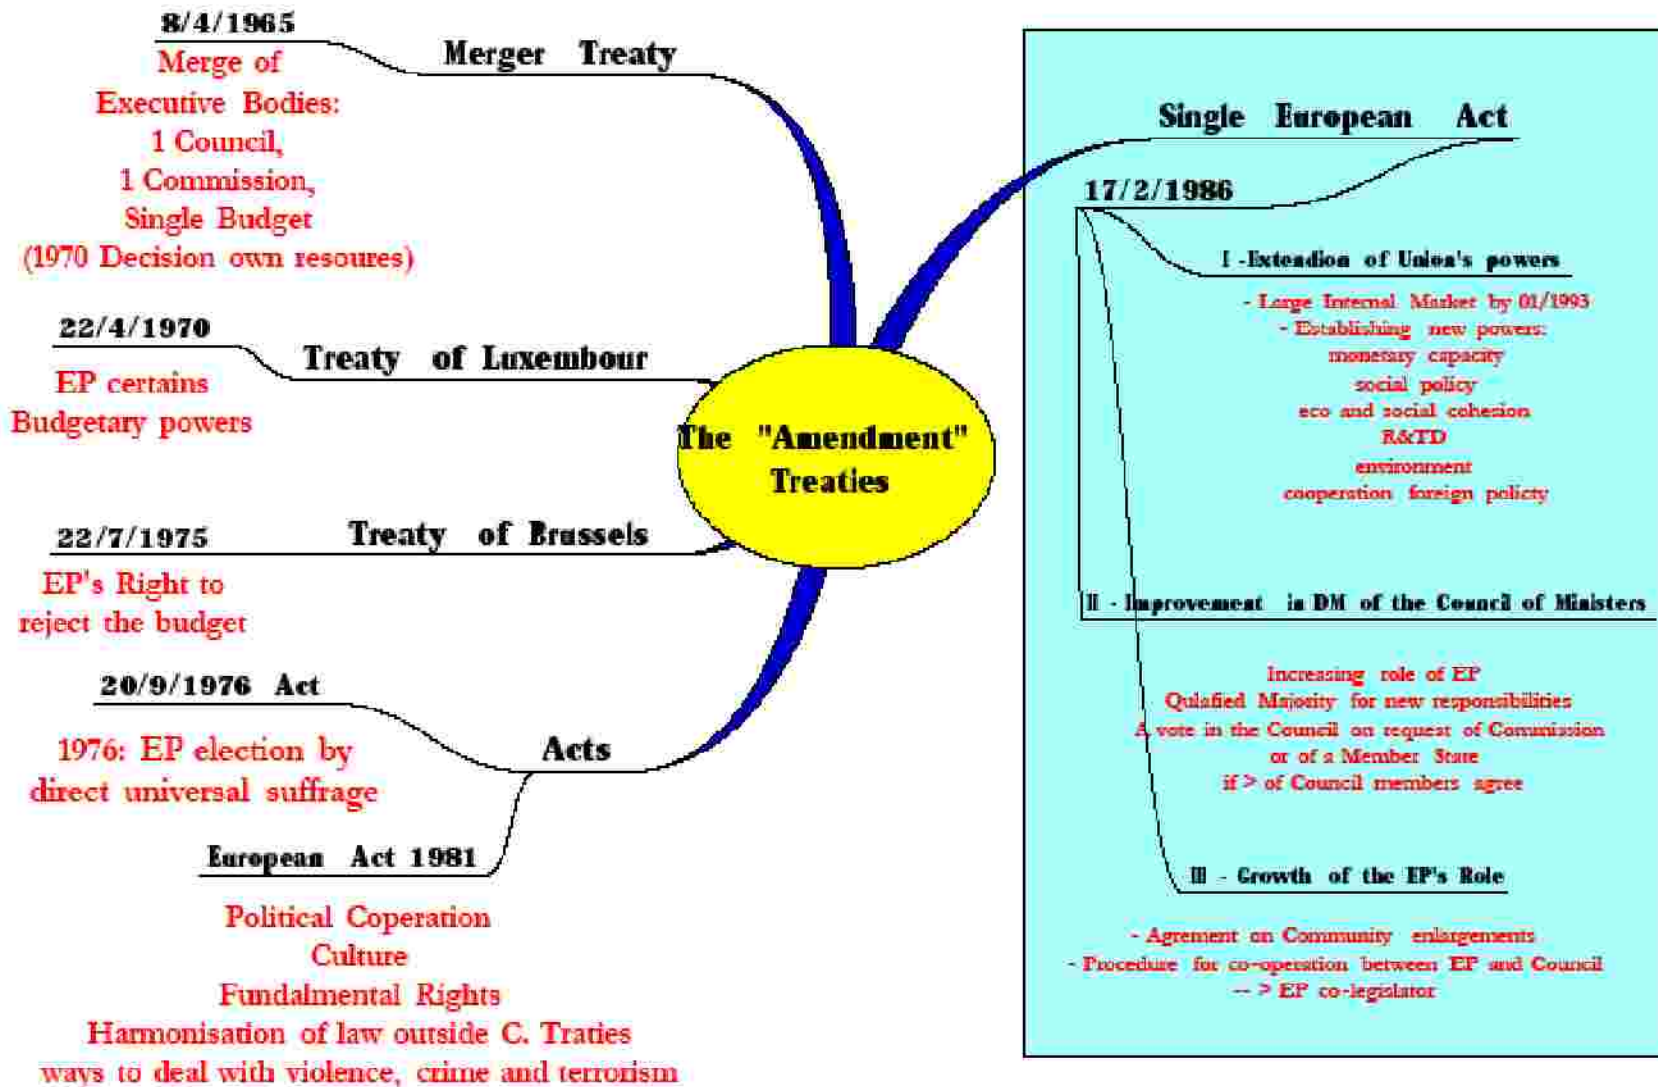 8/4/1965
Merger Treaty
Merge of
Executive Bodies:
1 Council,
1 Commission,
Single Budget
(1970 Decision own resoures)
22/4/1970
Treaty of Luxembour
EP certains
Budgetary powers
22/7/1975
Treaty of Brussels
EP's Right to
reject the budget
20/9/1976 Act
1976: EP election by
direct universal suffrage
Acts
European Act 1981
Political Coperation
Culture
Fundalmental Rights
Harmonisation of law outside C. Traties
ways to deal with violence, crime and terrorism
The "Amendment"
Treaties
Single European Act
17/2/1986
I -Extendion of Union's powers
- Large Internal Market by 01/1993
- Establishing new powers:
monetary capacity
social policy
eco and social cohesion
R&TD
environment
cooperation foreign policty
II - Improvement in DM of the Council of Ministers
Increasing role of EP
Qulafied Majority for new responsibilities
A vote in the Council on request of Commission
or of a Member State
if > of Council members agree
III - Growth of the EP's Role
- Agrement on Community enlargements
- Procedure for co-operation between EP and Council
-- > EP co-legislator